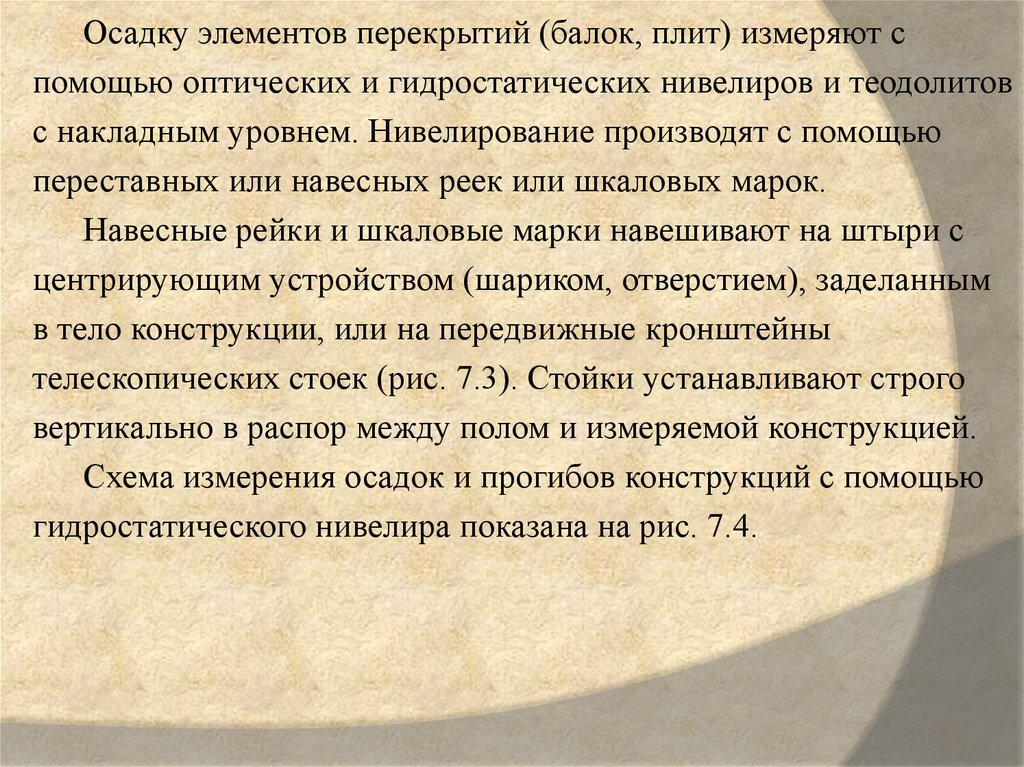 Осадку элементов перекрытий (балок, плит) измеряют с
помощью оптических и гидростатических нивелиров и теодолитов
с накладным уровнем. Нивелирование производят с помощью
переставных или навесных реек или шкаловых марок.
Навесные рейки и шкаловые марки навешивают на штыри с
центрирующим устройством (шариком, отверстием), заделанным
в тело конструкции, или на передвижные кронштейны
телескопических стоек (рис. 7.3). Стойки устанавливают строго
вертикально в распор между полом и измеряемой конструкцией.
Схема измерения осадок и прогибов конструкций с помощью
гидростатического нивелира показана на рис. 7.4.